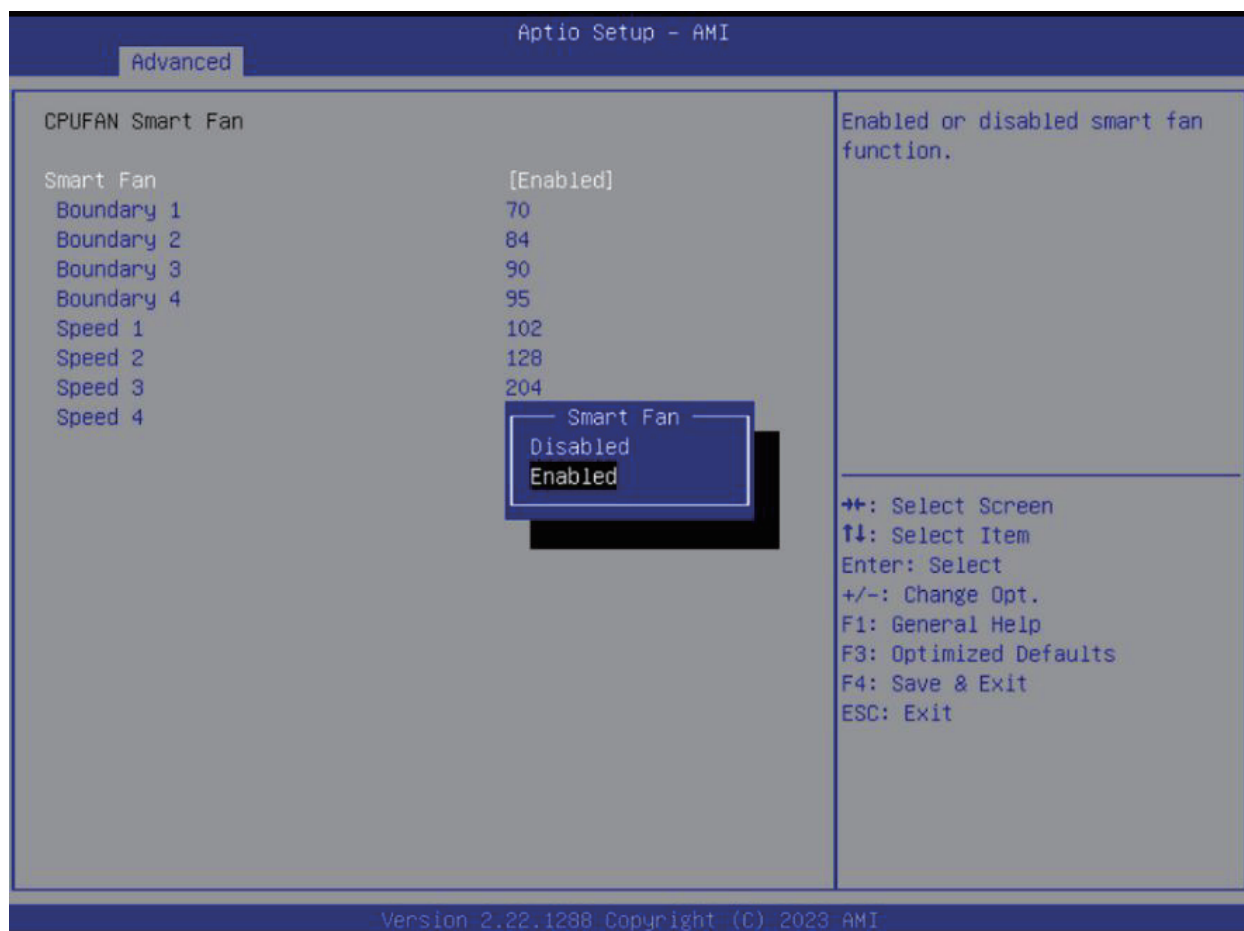 Aptio Setup - AMI
Advanced
CPUFAN Smart Fan
Smart Fan [Enabled]
Boundary 1 70
Boundary 2 84
Boundary 3 90
Boundary 4 95
Speed 1 102
Speed 2 128
Speed 3 204
Speed 4
Smart Fan
Disabled
Enabled
Enabled or disabled smart fan
function.
→←: Select Screen
↑↓: Select Item
Enter: Select
+/-: Change Opt.
F1: General Help
F3: Optimized Defaults
F4: Save & Exit
ESC: Exit
Version 2.22.1288 Copyright (C) 2023 AMI